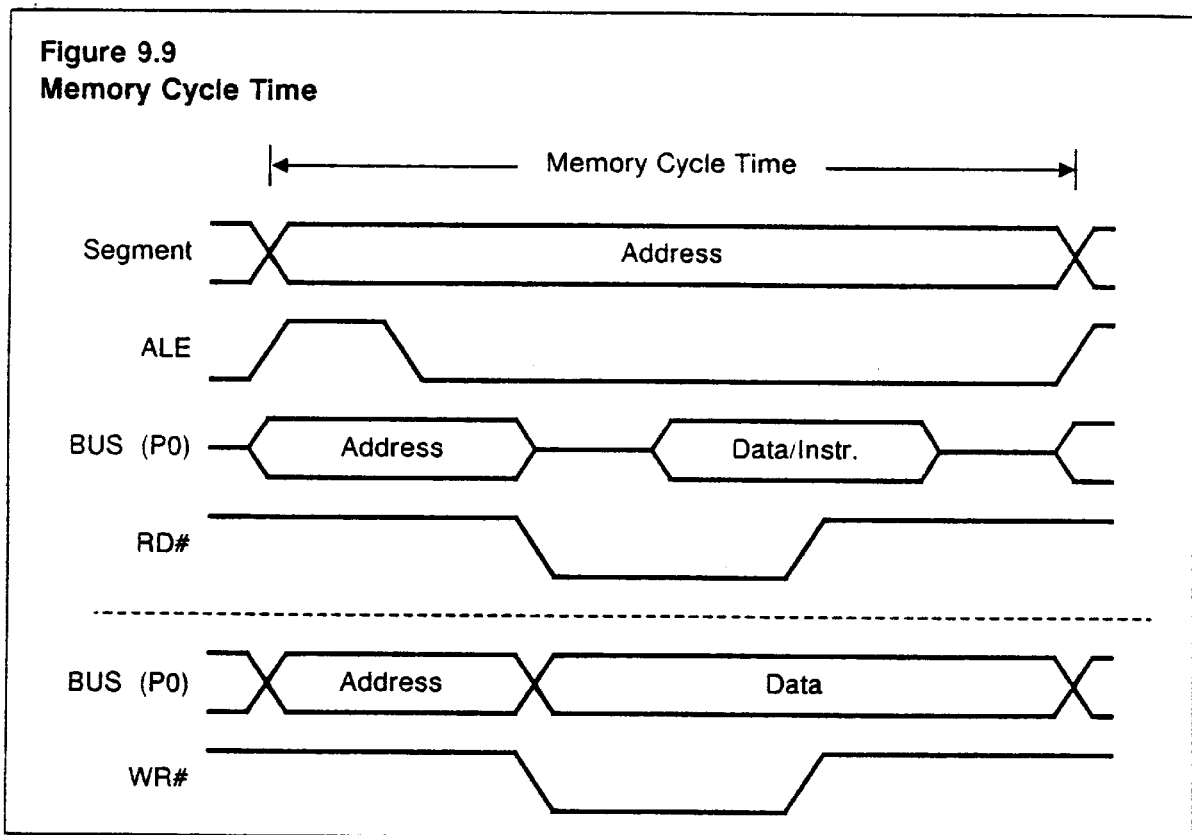 Figure 9.9
Memory Cycle Time
Memory Cycle Time
Segment
Address
ALE
BUS (P0)
Address
Data/Instr.
RD#
BUS (P0)
Address
Data
WR#